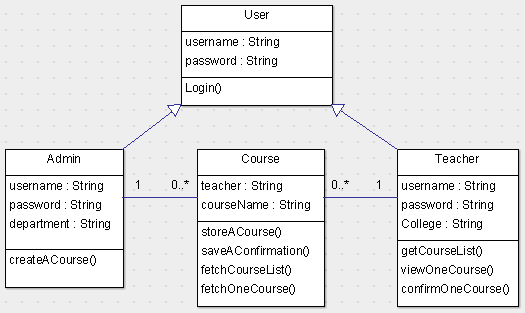 User
username : String
password : String
Login()
Admin
username : String
password : String
department : String
createACourse()
1
0..*
Course
teacher : String
courseName : String
storeACourse()
saveAConfirmation()
fetchCourseList()
fetchOneCourse()
0..*
1
Teacher
username : String
password : String
College : String
getCourseList()
viewOneCourse()
confirmOneCourse()